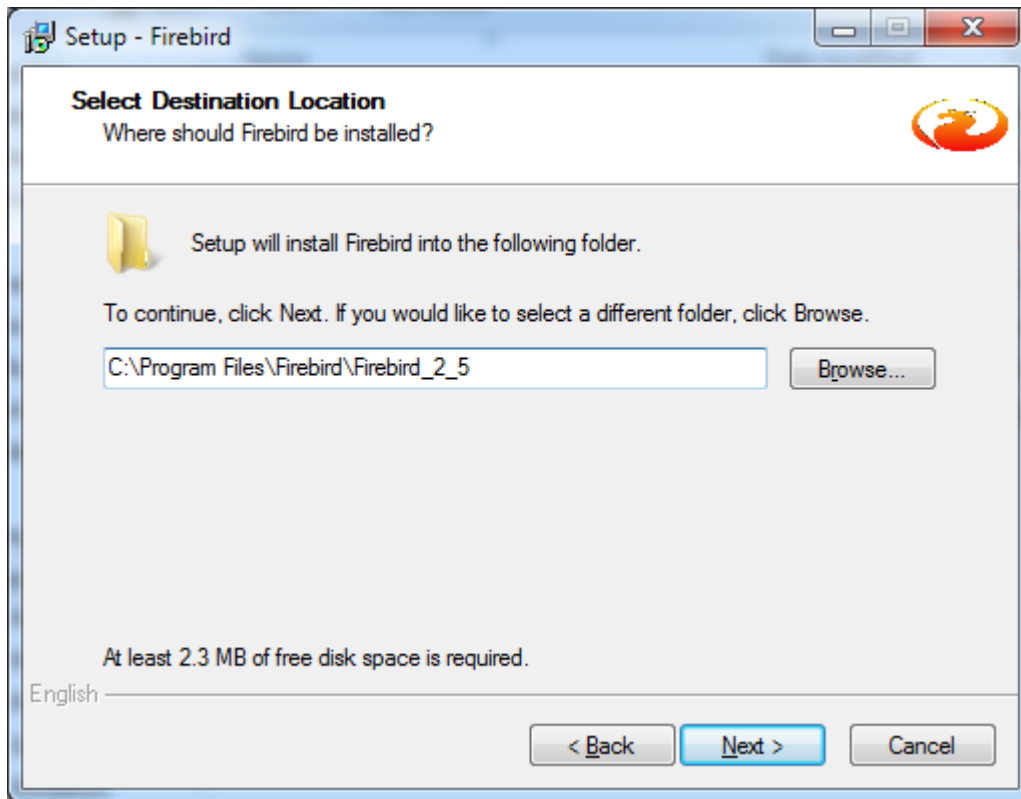 Setup - Firebird
Select Destination Location
Where should Firebird be installed?
Setup will install Firebird into the following folder.
To continue, click Next. If you would like to select a different folder, click Browse.
C:\Program Files\Firebird\Firebird_2_5
Browse...
At least 2.3 MB of free disk space is required.
English
< Back
Next >
Cancel